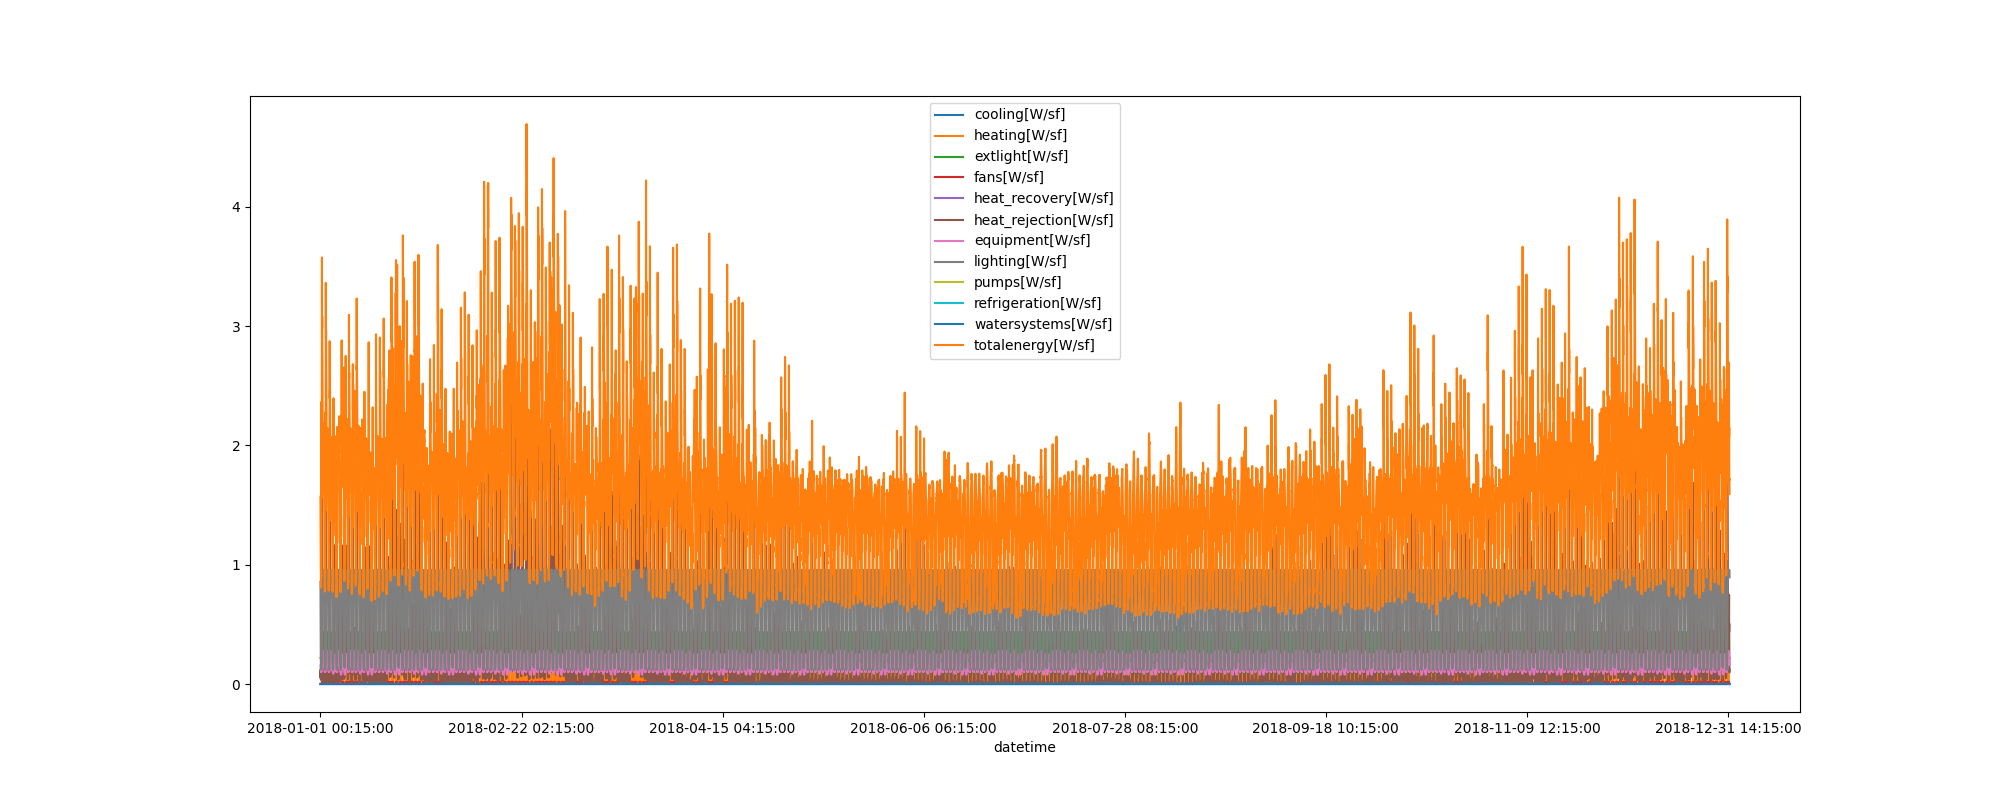 cooling[W/sf]
heating[W/sf]
extlight[W/sf]
fans[W/sf]
heat_recovery[W/sf]
heat_rejection[W/sf]
equipment[W/sf]
lighting[W/sf]
pumps[W/sf]
refrigeration[W/sf]
watersystems[W/sf]
totalenergy[W/sf]
4
3
2
1
0
2018-01-01 00:15:00 2018-02-22 02:15:00 2018-04-15 04:15:00 2018-06-06 06:15:00 2018-07-28 08:15:00 2018-09-18 10:15:00 2018-11-09 12:15:00 2018-12-31 14:15:00
datetime